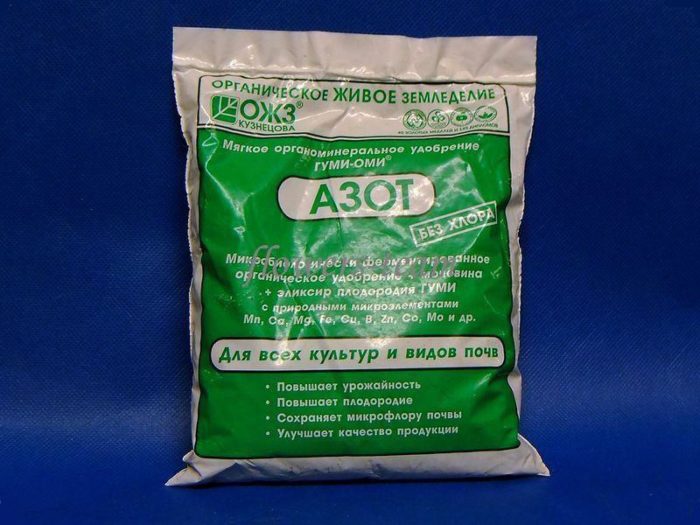 ОРГАНИЧЕСКОЕ ЖИВОЕ ЗЕМЛЕДЕЛИЕ
ОЖЗ®
КУЗНЕЦОВА
Мягкое органоминеральное удобрение
ГУМИ-ОМИ®
АЗОТ
БЕЗ ХЛОРА
Микробиологически ферментированное
органическое удобрение + мочевина
+ эликсир плодородия ГУМИ
с природными микроэлементами
Mn, Ca, Mg, Fe, Cu, B, Zn, Co, Mo и др.
Для всех культур и видов почв
• Повышает урожайность
• Повышает плодородие
• Сохраняет микрофлору почвы
• Улучшает качество продукции